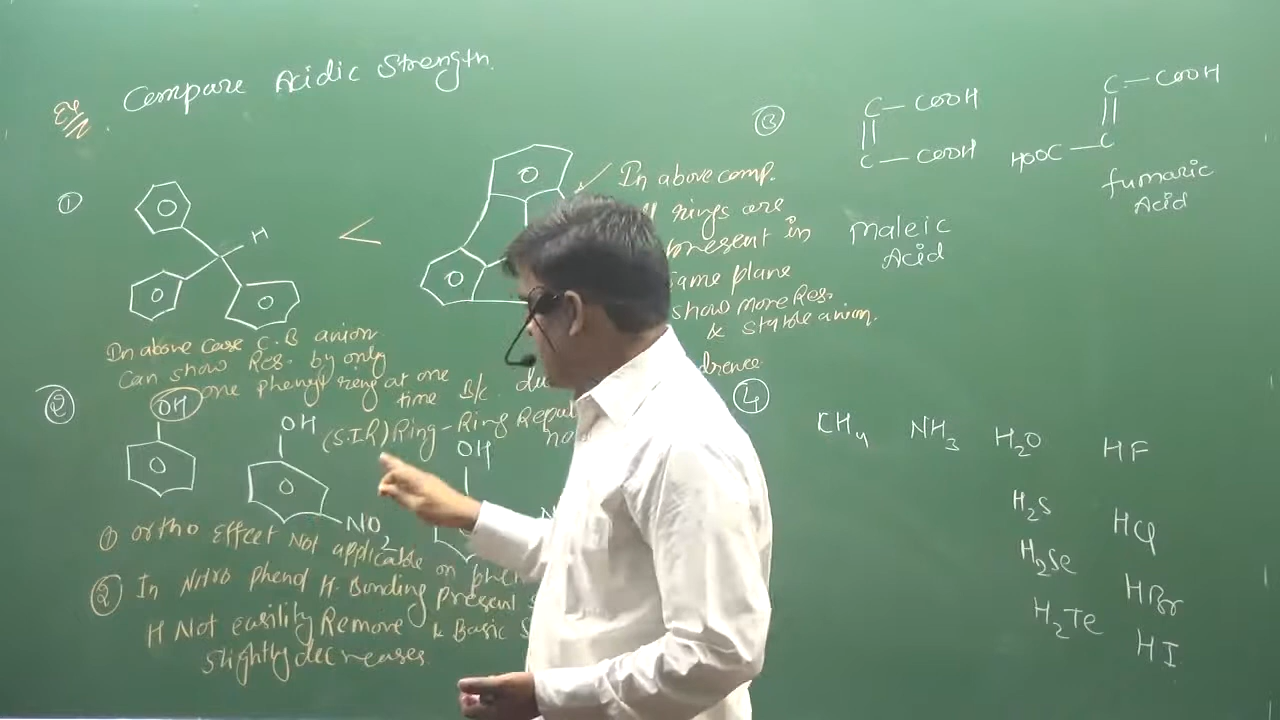 Ex
Compare Acidic Strength.
①
H
<
In above case C.B anion
can show Res. by only
one phenyl ring at one
time B/c
(S.I.R) Ring - Ring Repul
✓ In above comp.
rings are
present in
same plane
show more Res.
& stable anion.
②
OH
OH
NO2
OH
① ortho Effect Not applicable on phen
② In Nitro phenol H. Bonding present
H Not easility Remove & Basic S
slightly decreases.
③
C - COOH
||
C - COOH
Maleic
Acid
C - COOH
||
HOOC - C
fumaric
Acid
④
CH4 NH3 H2O HF
H2S HCl
H2Se HBr
H2Te HI